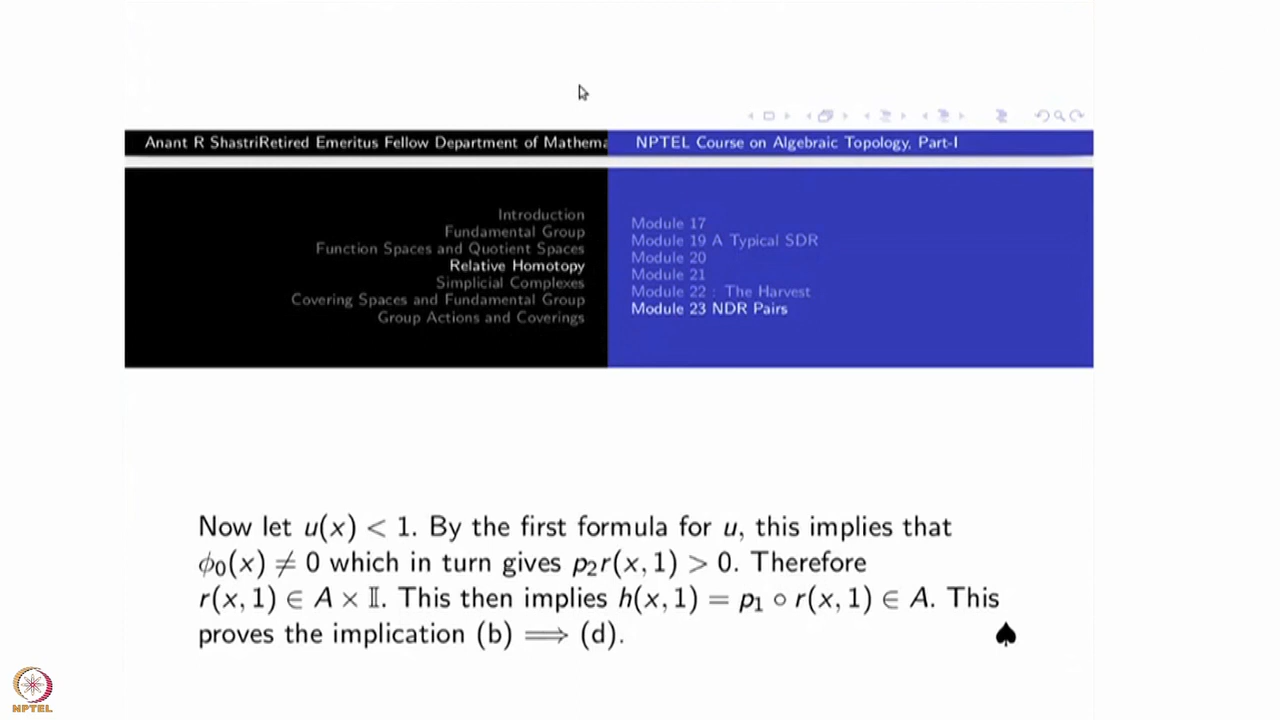 Anant R ShastriRetired Emeritus Fellow Department of Mathema
NPTEL Course on Algebraic Topology, Part-I
Introduction
Fundamental Group
Function Spaces and Quotient Spaces
Relative Homotopy
Simplicial Complexes
Covering Spaces and Fundamental Group
Group Actions and Coverings
Module 17
Module 19 A Typical SDR
Module 20
Module 21
Module 22 : The Harvest
Module 23 NDR Pairs
Now let u(x) < 1. By the first formula for u, this implies that
ϕ₀(x) ≠ 0 which in turn gives p₂r(x, 1) > 0. Therefore
r(x, 1) ∈ A × 𝕀. This then implies h(x, 1) = p₁ ∘ r(x, 1) ∈ A. This
proves the implication (b) ⟹ (d). ♠
NPTEL